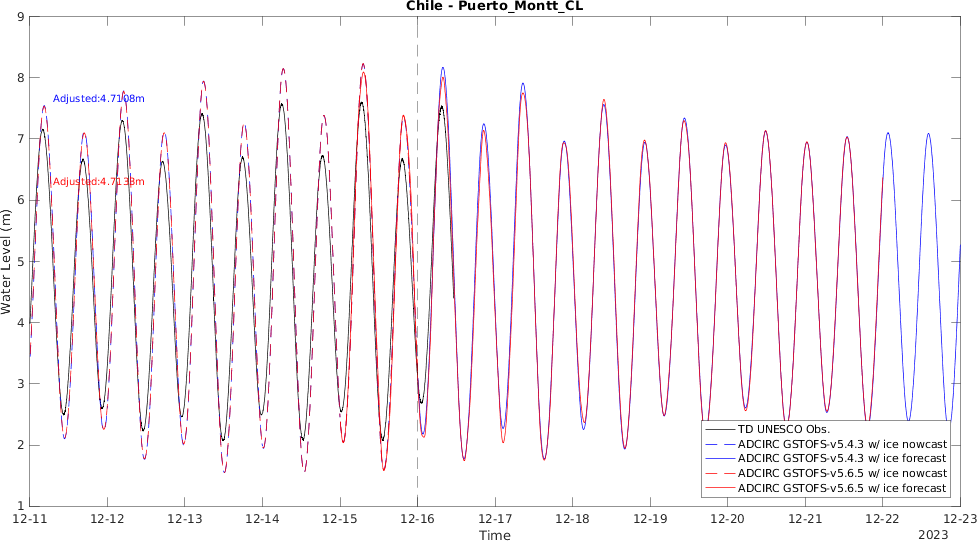 Chile - Puerto_Montt_CL
9
8
7
6
5
4
3
2
1
Water Level (m)
Adjusted:4.7108m
Adjusted:4.7133m
TD UNESCO Obs.
ADCIRC GSTOFS-v5.4.3 w/ ice nowcast
ADCIRC GSTOFS-v5.4.3 w/ ice forecast
ADCIRC GSTOFS-v5.6.5 w/ ice nowcast
ADCIRC GSTOFS-v5.6.5 w/ ice forecast
12-11 12-12 12-13 12-14 12-15 12-16 12-17 12-18 12-19 12-20 12-21 12-22 12-23
Time
2023